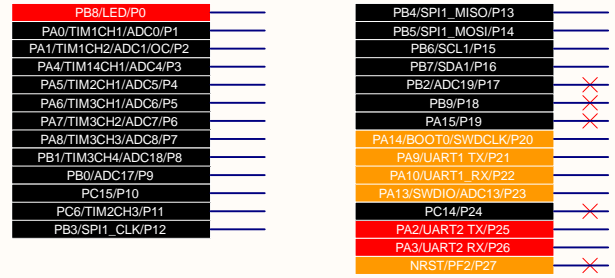 PB8/LED/P0
PA0/TIM1CH1/ADC0/P1
PA1/TIM1CH2/ADC1/OC/P2
PA4/TIM14CH1/ADC4/P3
PA5/TIM2CH1/ADC5/P4
PA6/TIM3CH1/ADC6/P5
PA7/TIM3CH2/ADC7/P6
PA8/TIM3CH3/ADC8/P7
PB1/TIM3CH4/ADC18/P8
PB0/ADC17/P9
PC15/P10
PC6/TIM2CH3/P11
PB3/SPI1_CLK/P12
PB4/SPI1_MISO/P13
PB5/SPI1_MOSI/P14
PB6/SCL1/P15
PB7/SDA1/P16
PB2/ADC19/P17
PB9/P18
PA15/P19
PA14/BOOT0/SWDCLK/P20
PA9/UART1 TX/P21
PA10/UART1_RX/P22
PA13/SWDIO/ADC13/P23
PC14/P24
PA2/UART2 TX/P25
PA3/UART2 RX/P26
NRST/PF2/P27